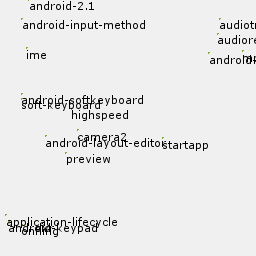 android-2.1
android-input-method
audiotr
audiore
ime
android-
android-softkeyboard
soft-keyboard
highspeed
camera2
android-layout-editor
startapp
preview
application-lifecycle
android-keypad